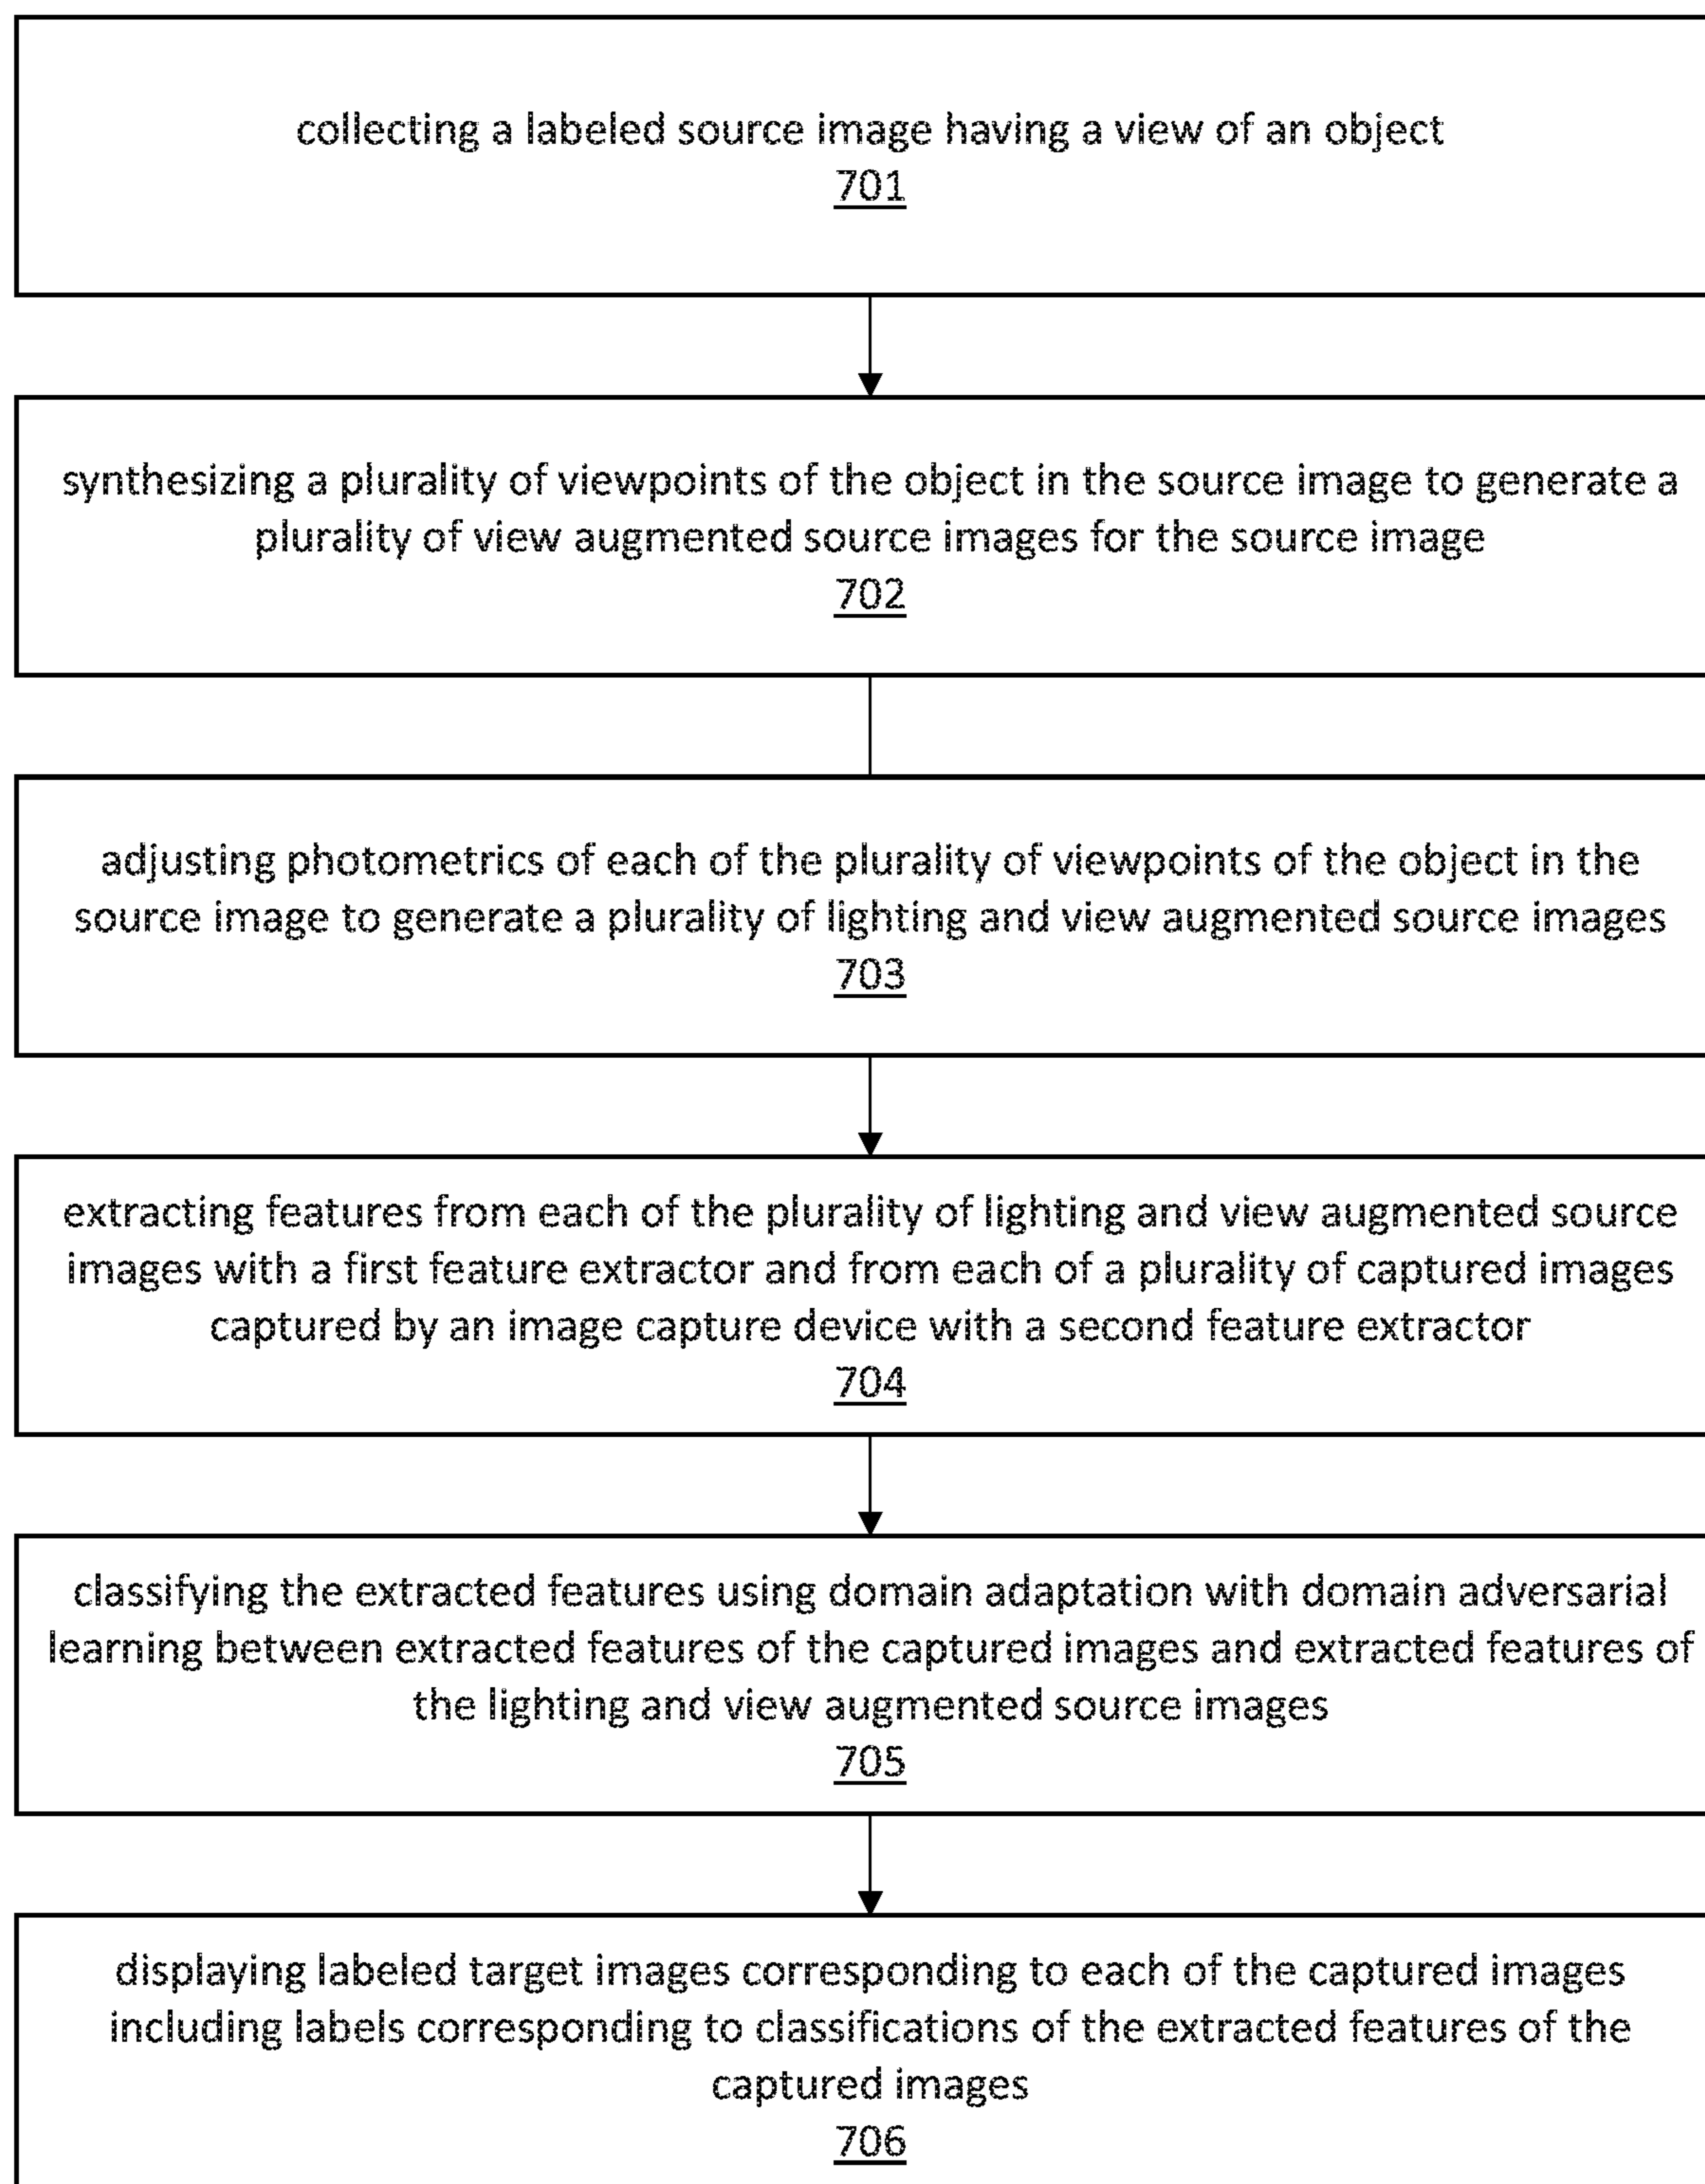 collecting a labeled source image having a view of an object
701
synthesizing a plurality of viewpoints of the object in the source image to generate a
plurality of view augmented source images for the source image
702
adjusting photometrics of each of the plurality of viewpoints of the object in the
source image to generate a plurality of lighting and view augmented source images
703
extracting features from each of the plurality of lighting and view augmented source
images with a first feature extractor and from each of a plurality of captured images
captured by an image capture device with a second feature extractor
704
classifying the extracted features using domain adaptation with domain adversarial
learning between extracted features of the captured images and extracted features of
the lighting and view augmented source images
705
displaying labeled target images corresponding to each of the captured images
including labels corresponding to classifications of the extracted features of the
captured images
706